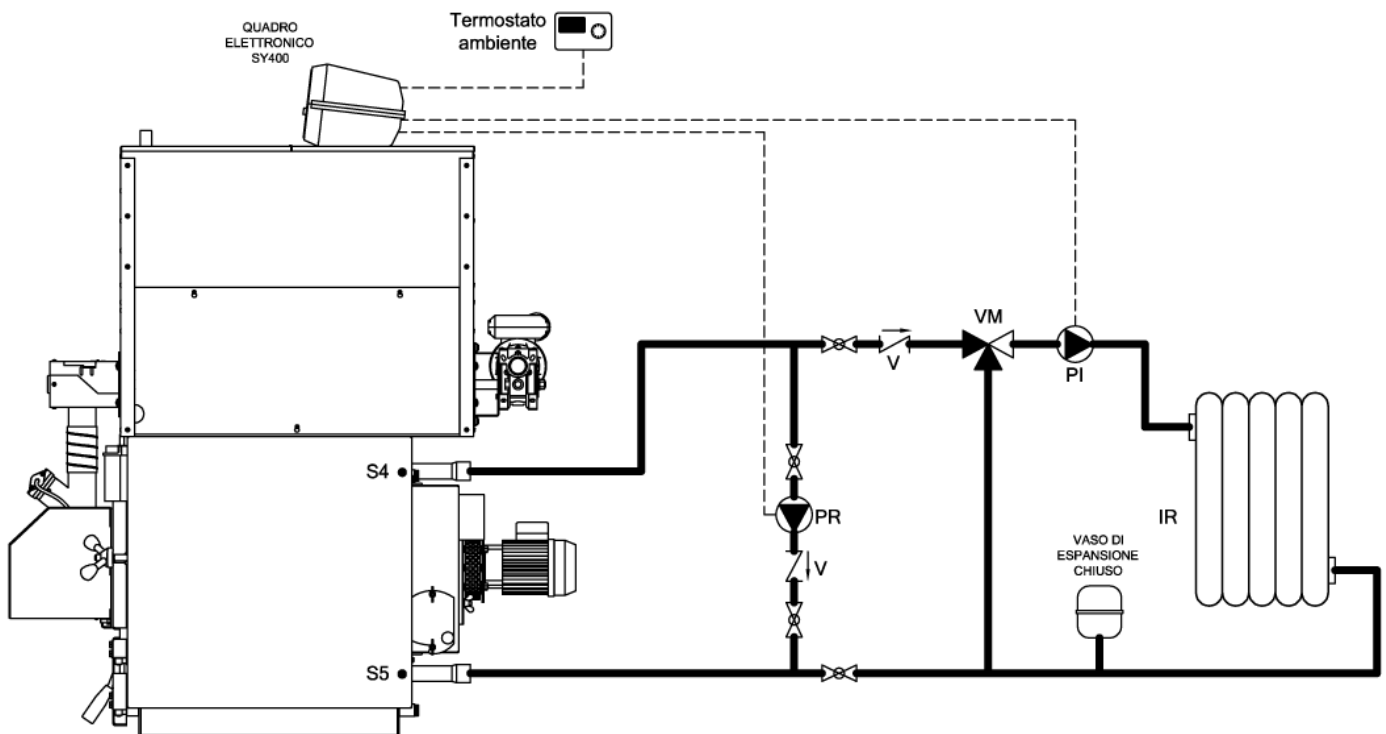 QUADRO
ELETTRONICO
SY400
Termostato
ambiente
VM
V
PI
S4
PR
IR
V
VASO DI
ESPANSIONE
CHIUSO
S5